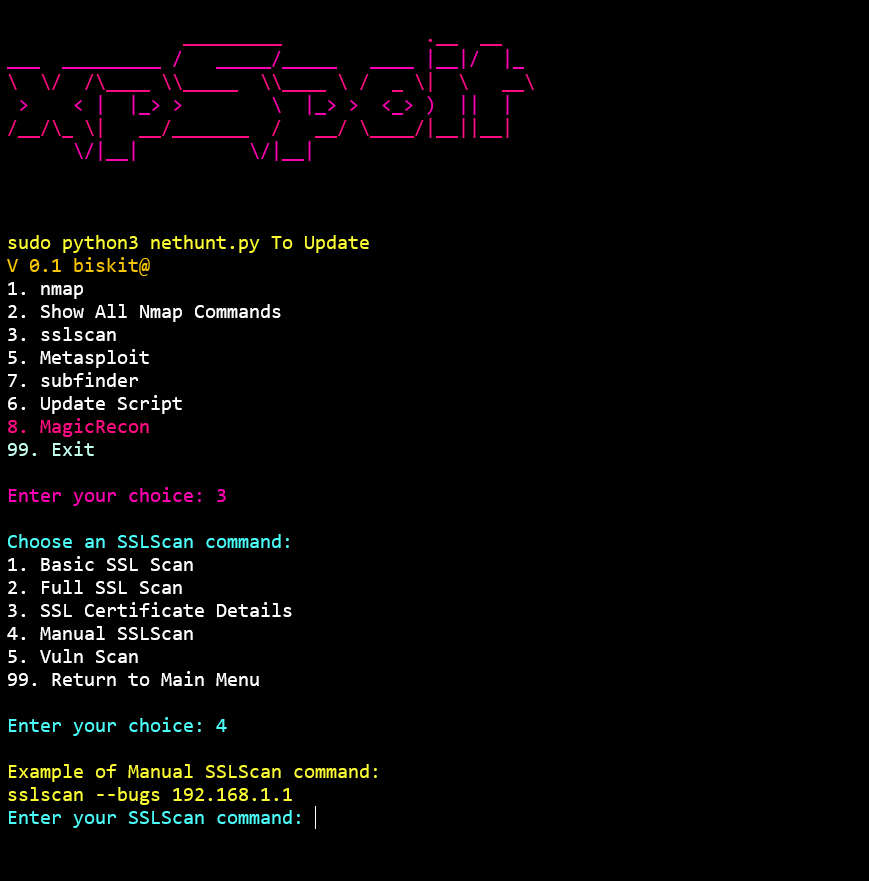 xpSploit
sudo python3 nethunt.py To Update
V 0.1 biskit@
1. nmap
2. Show All Nmap Commands
3. sslscan
5. Metasploit
7. subfinder
6. Update Script
8. MagicRecon
99. Exit
Enter your choice: 3
Choose an SSLScan command:
1. Basic SSL Scan
2. Full SSL Scan
3. SSL Certificate Details
4. Manual SSLScan
5. Vuln Scan
99. Return to Main Menu
Enter your choice: 4
Example of Manual SSLScan command:
sslscan --bugs 192.168.1.1
Enter your SSLScan command: